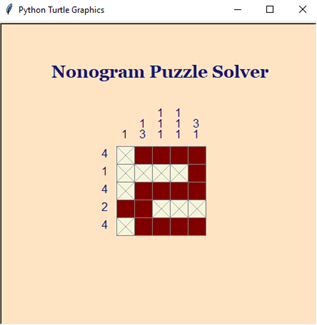 Python Turtle Graphics
Nonogram Puzzle Solver
1 1
1 1 1
1 3 1 1 3
1 1 1
4
1
4
2
4